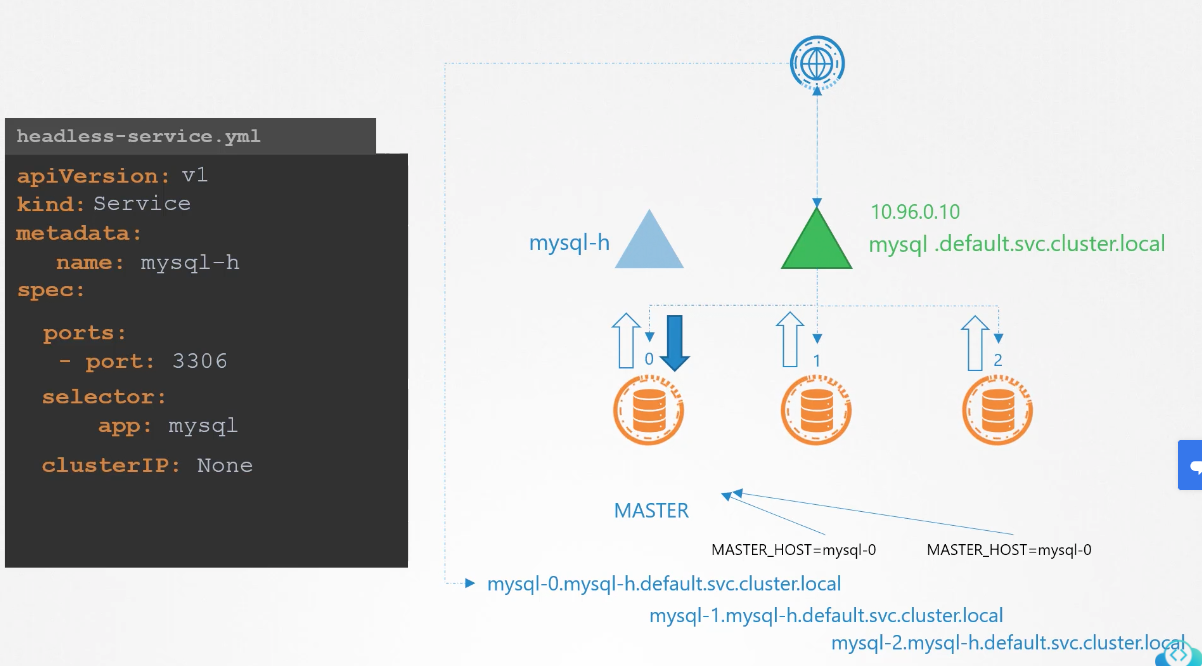 headless-service.yml
apiVersion: v1
kind: Service
metadata:
name: mysql-h
spec:
ports:
- port: 3306
selector:
app: mysql
clusterIP: None
10.96.0.10
mysql-h
mysql .default.svc.cluster.local
0
1
2
MASTER
MASTER_HOST=mysql-0
MASTER_HOST=mysql-0
mysql-0.mysql-h.default.svc.cluster.local
mysql-1.mysql-h.default.svc.cluster.local
mysql-2.mysql-h.default.svc.cluster.local